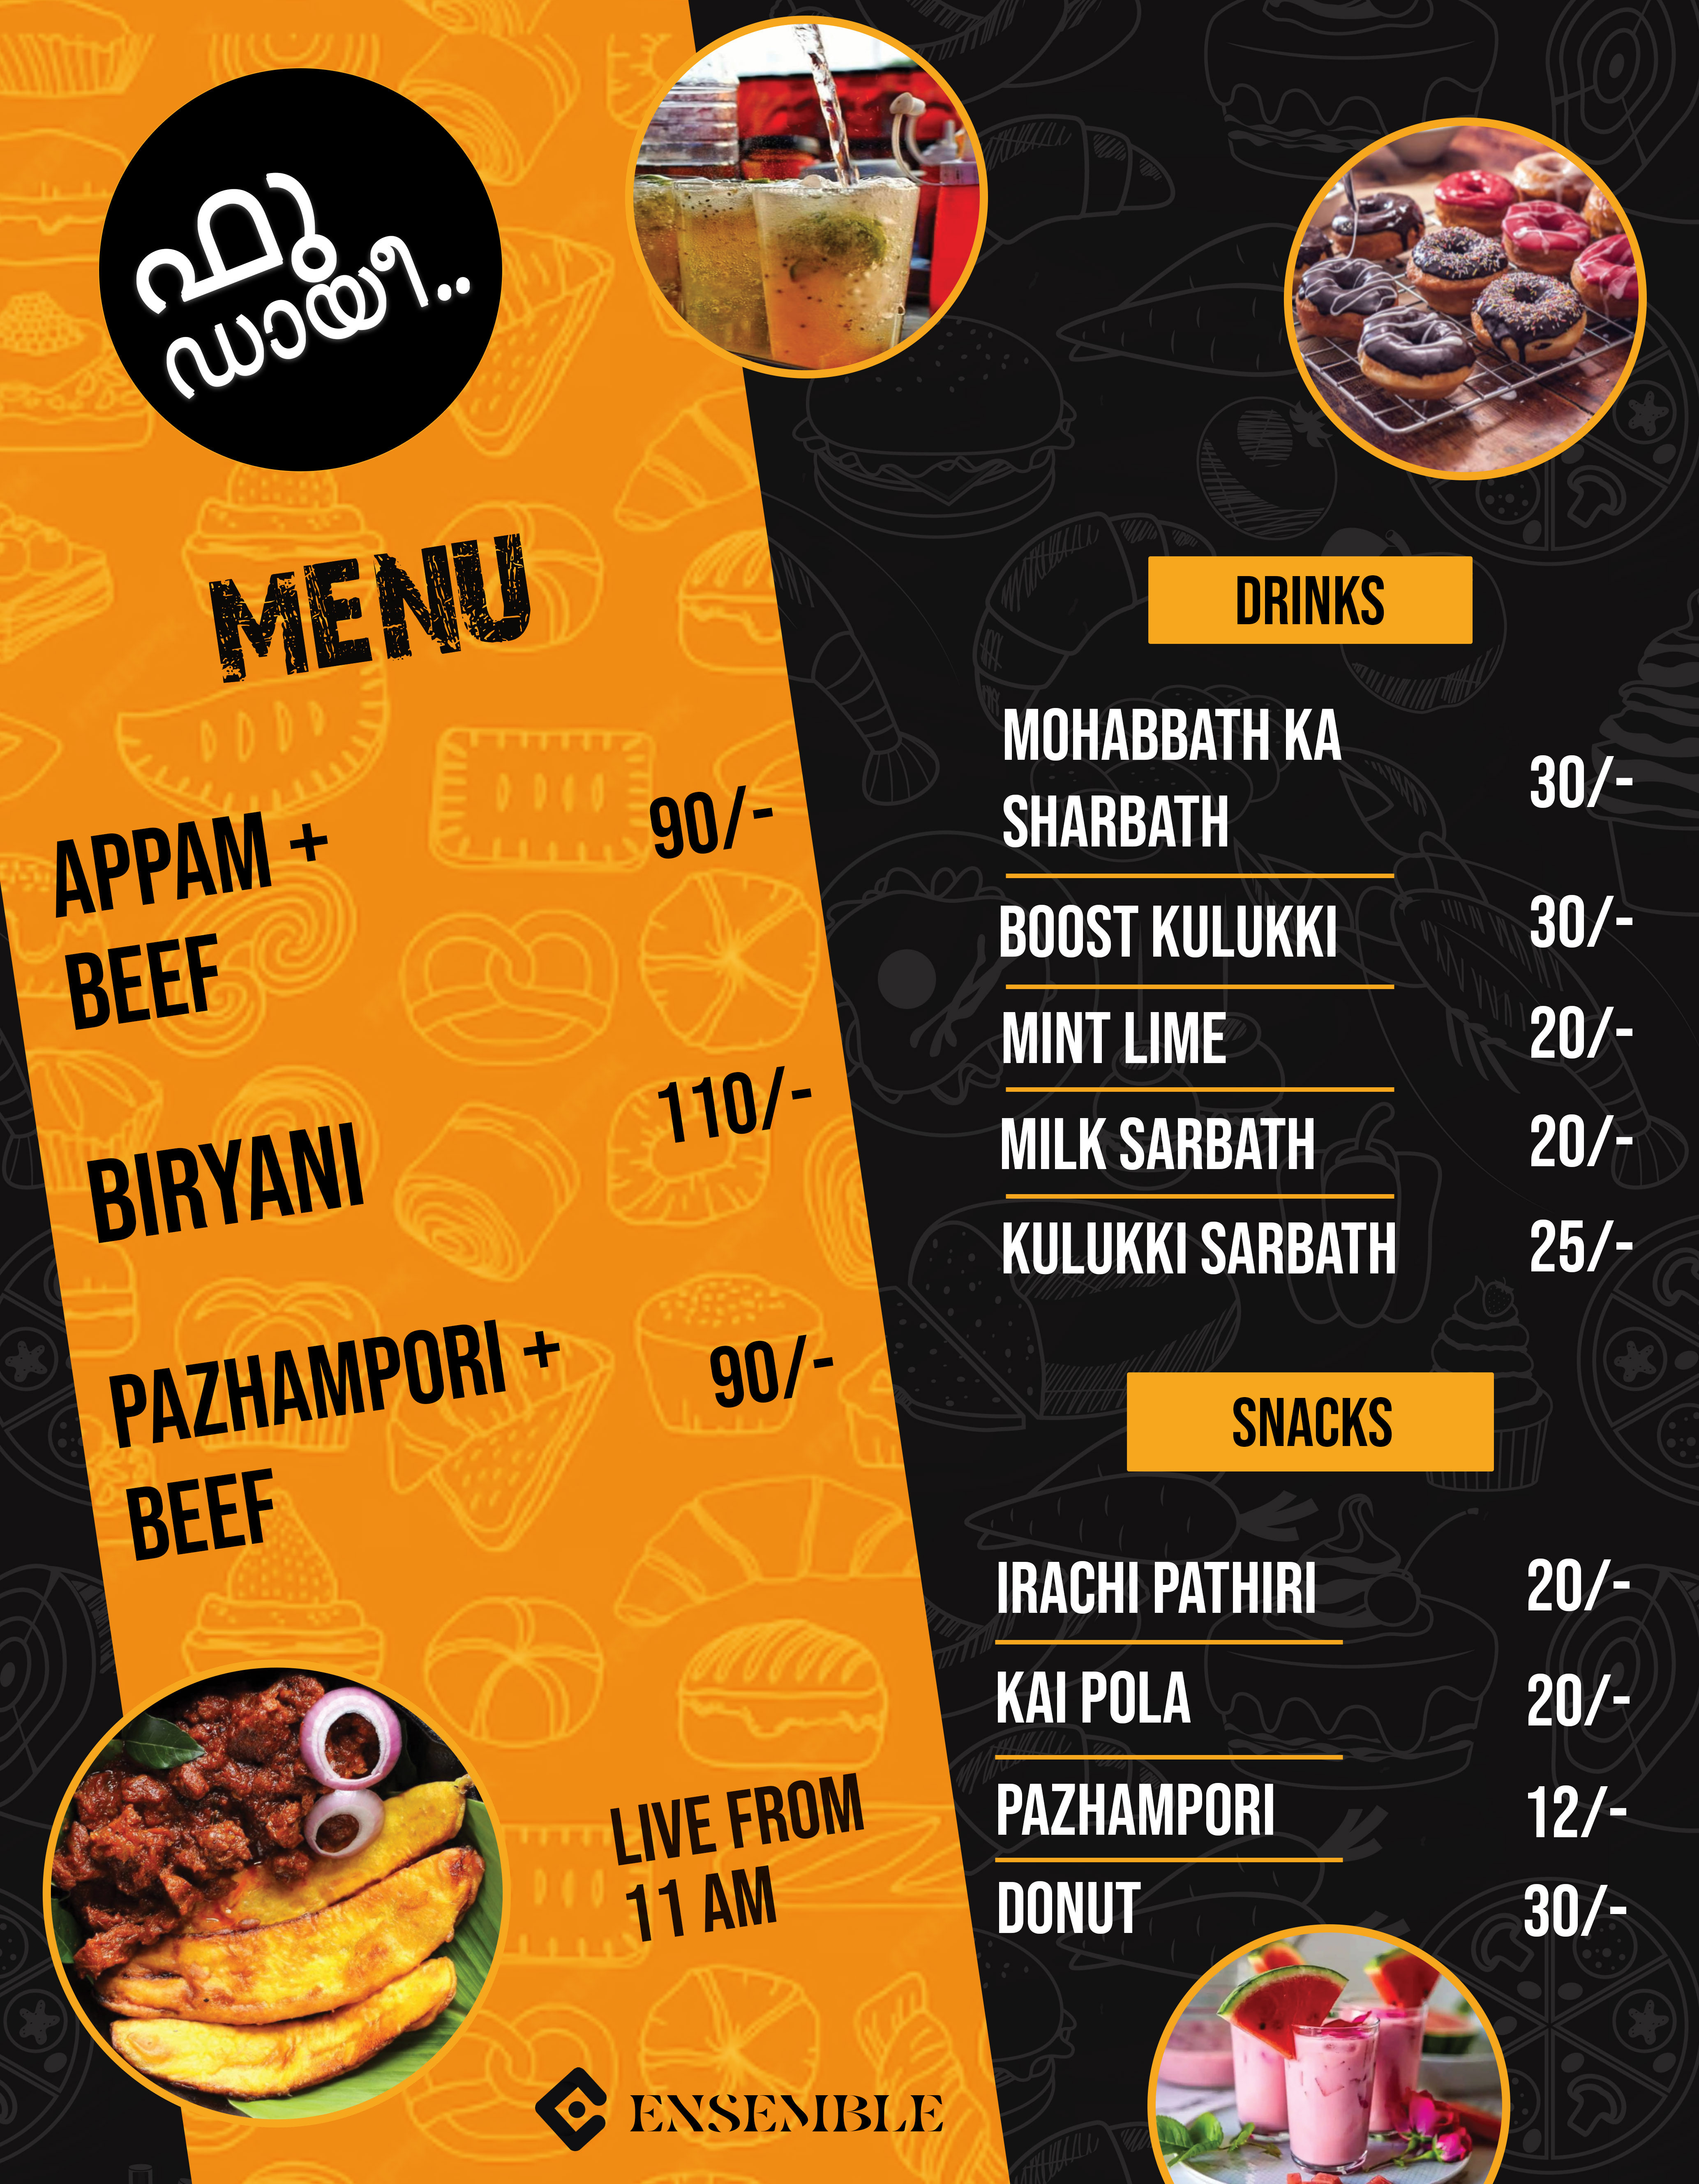 ഫു
ഡായീ..
MENU
APPAM +
BEEF
90/-
BIRYANI
110/-
PAZHAMPORI +
BEEF
90/-
LIVE FROM
11 AM
ENSEMBLE
DRINKS
MOHABBATH KA
SHARBATH
30/-
BOOST KULUKKI 30/-
MINT LIME 20/-
MILK SARBATH 20/-
KULUKKI SARBATH 25/-
SNACKS
IRACHI PATHIRI 20/-
KAI POLA 20/-
PAZHAMPORI 12/-
DONUT 30/-